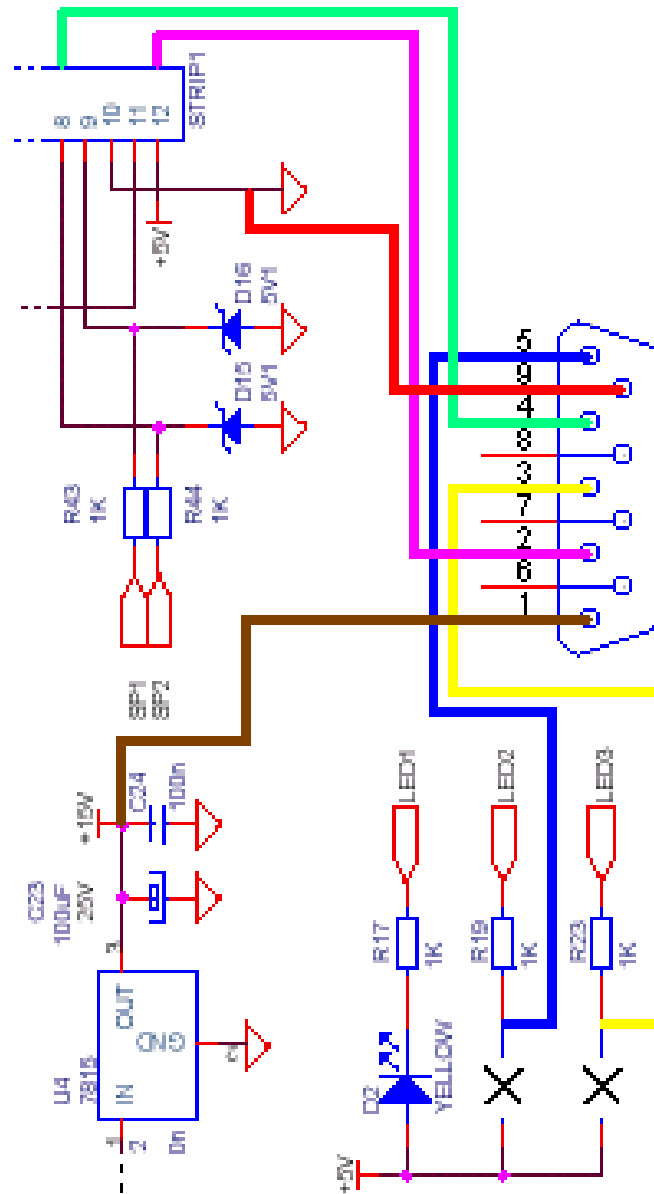 8
9
10
11
12
STRIP1
+5V
D16
5V1
D15
5V1
R43
1K
R44
1K
SP1
SP2
5
9
4
8
3
7
2
6
1
+15V
C24
100n
C23
100uF
25V
3
OUT
GND
IN
U4
7815
1
2
0n
LED1
LED2
LED3
R17
1K
R19
1K
R23
1K
D2
YELLOW
+5V